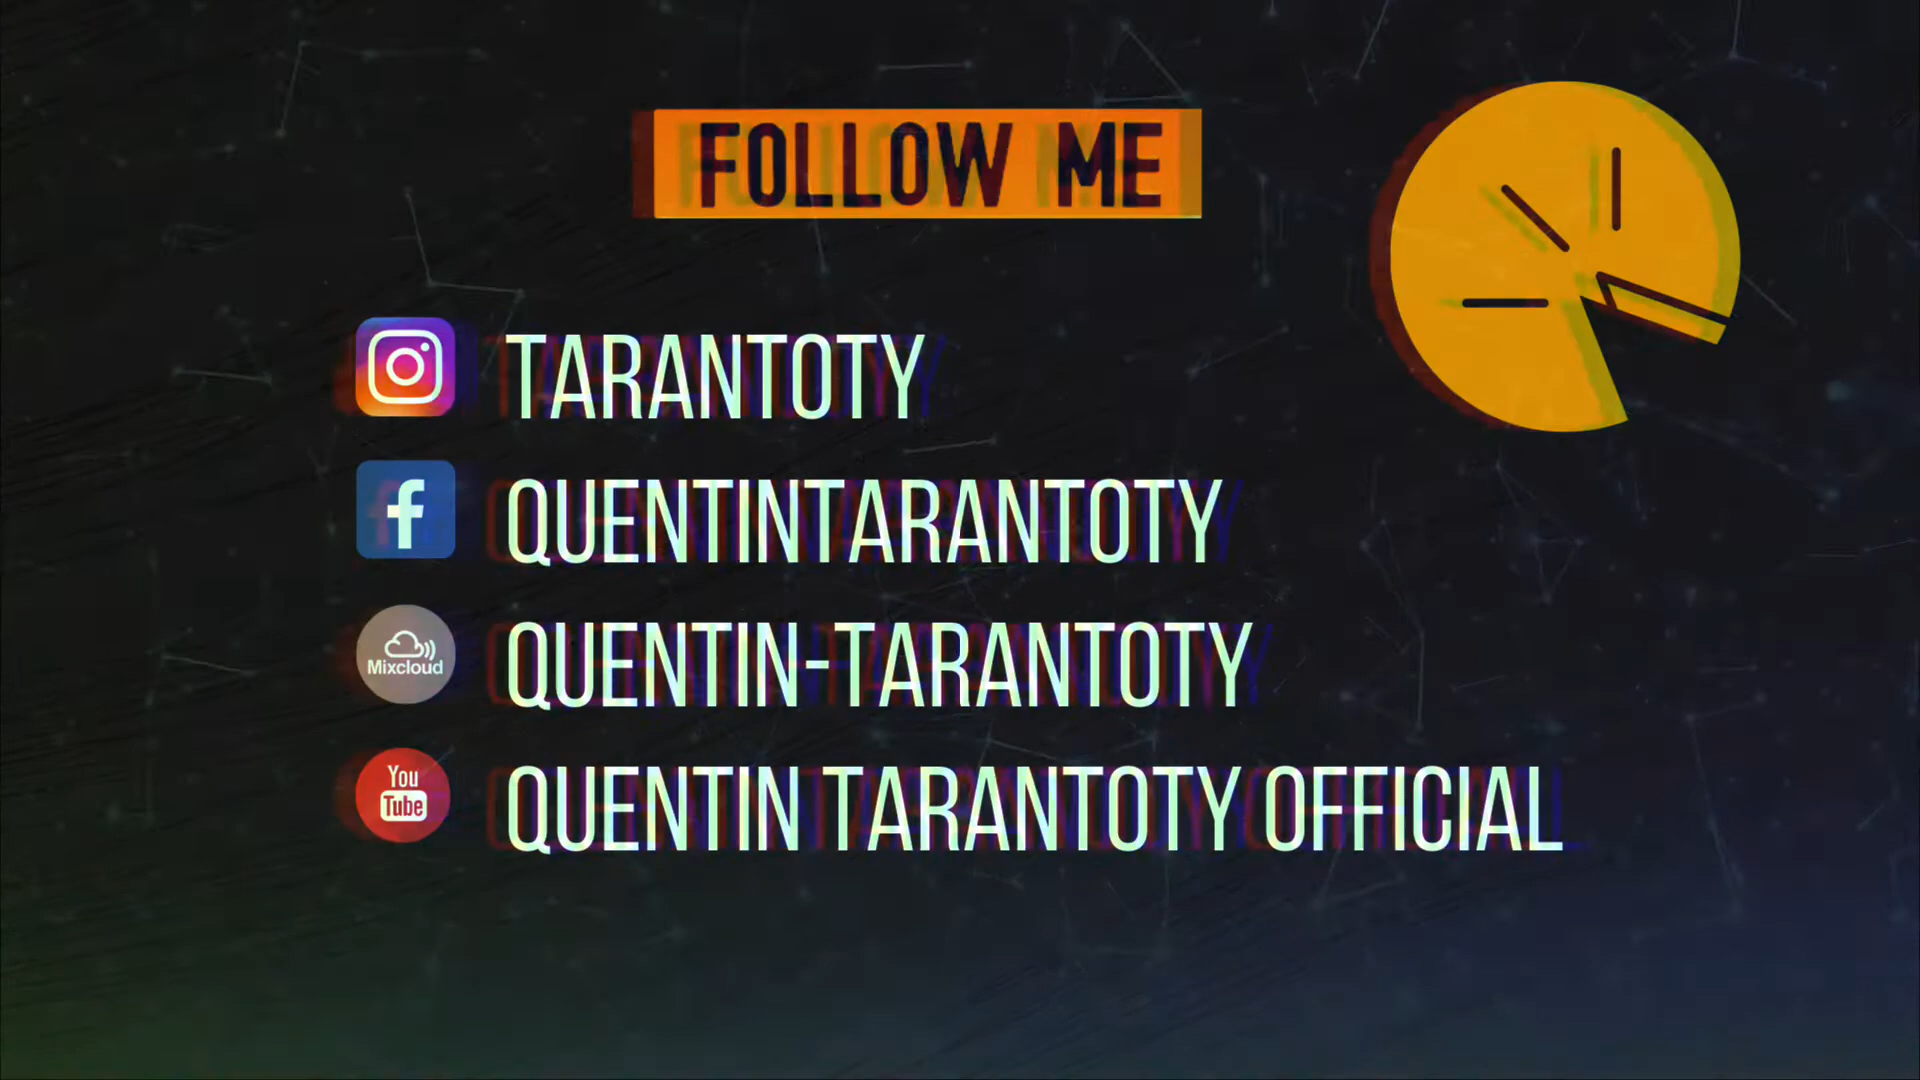 FOLLOW ME
TARANTOTY
QUENTINTARANTOTY
Mixcloud
QUENTIN-TARANTOTY
You
Tube
QUENTIN TARANTOTY OFFICIAL